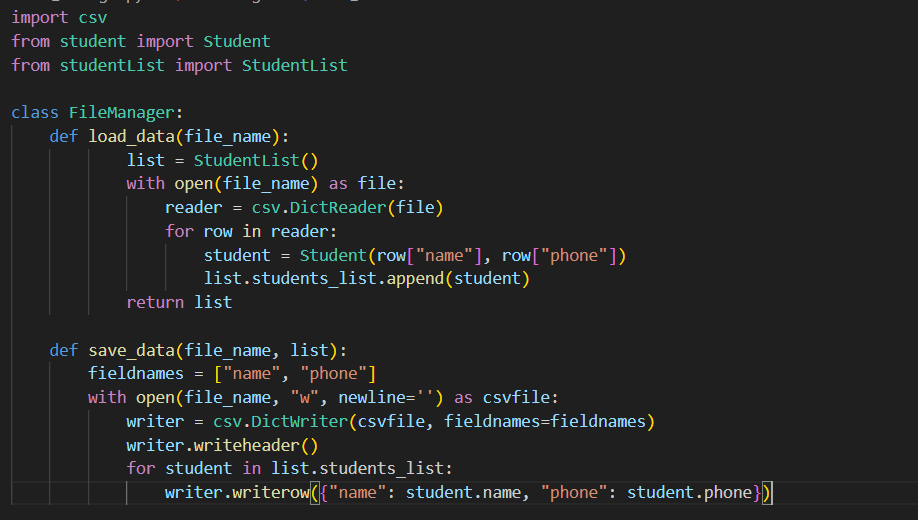 import csv
from student import Student
from studentList import StudentList
class FileManager:
    def load_data(file_name):
            list = StudentList()
            with open(file_name) as file:
                reader = csv.DictReader(file)
                for row in reader:
                    student = Student(row["name"], row["phone"])
                    list.students_list.append(student)
            return list
    def save_data(file_name, list):
        fieldnames = ["name", "phone"]
        with open(file_name, "w", newline='') as csvfile:
            writer = csv.DictWriter(csvfile, fieldnames=fieldnames)
            writer.writeheader()
            for student in list.students_list:
                writer.writerow({"name": student.name, "phone": student.phone})